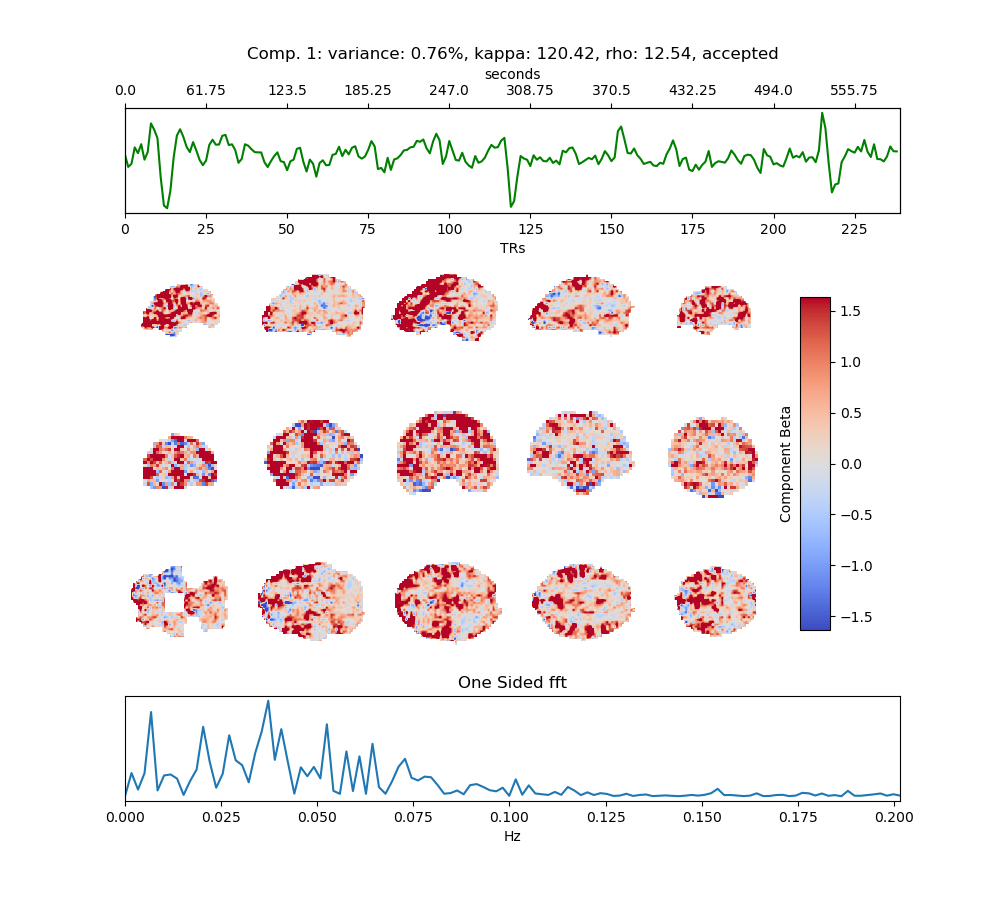 Comp. 1: variance: 0.76%, kappa: 120.42, rho: 12.54, accepted
seconds
0.0 61.75 123.5 185.25 247.0 308.75 370.5 432.25 494.0 555.75
0 25 50 75 100 125 150 175 200 225
TRs
1.5
1.0
0.5
0.0
−0.5
−1.0
−1.5
Component Beta
One Sided fft
0.000 0.025 0.050 0.075 0.100 0.125 0.150 0.175 0.200
Hz